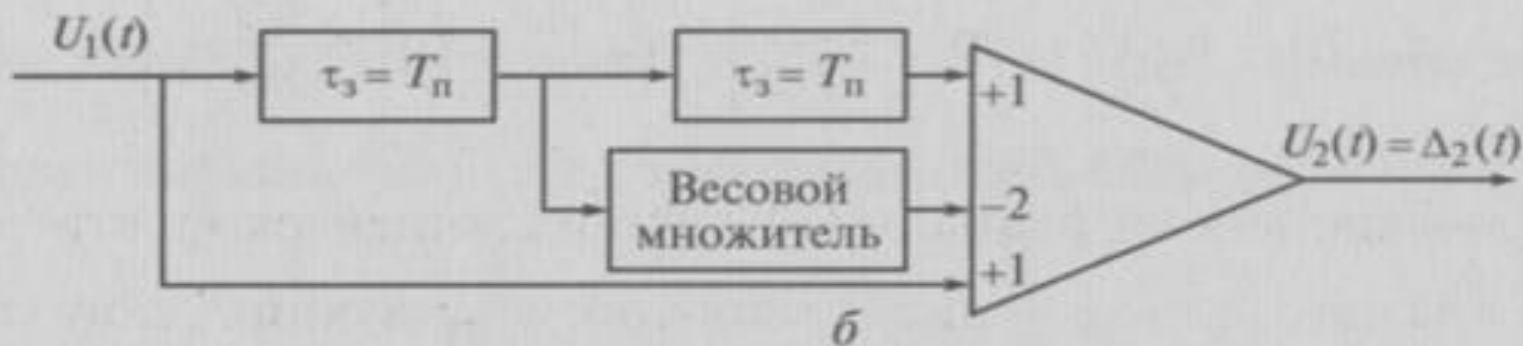 U₁(t)
τ₃ = Tп
τ₃ = Tп
+1
U₂(t) = Δ₂(t)
Весовой
множитель
−2
+1
б